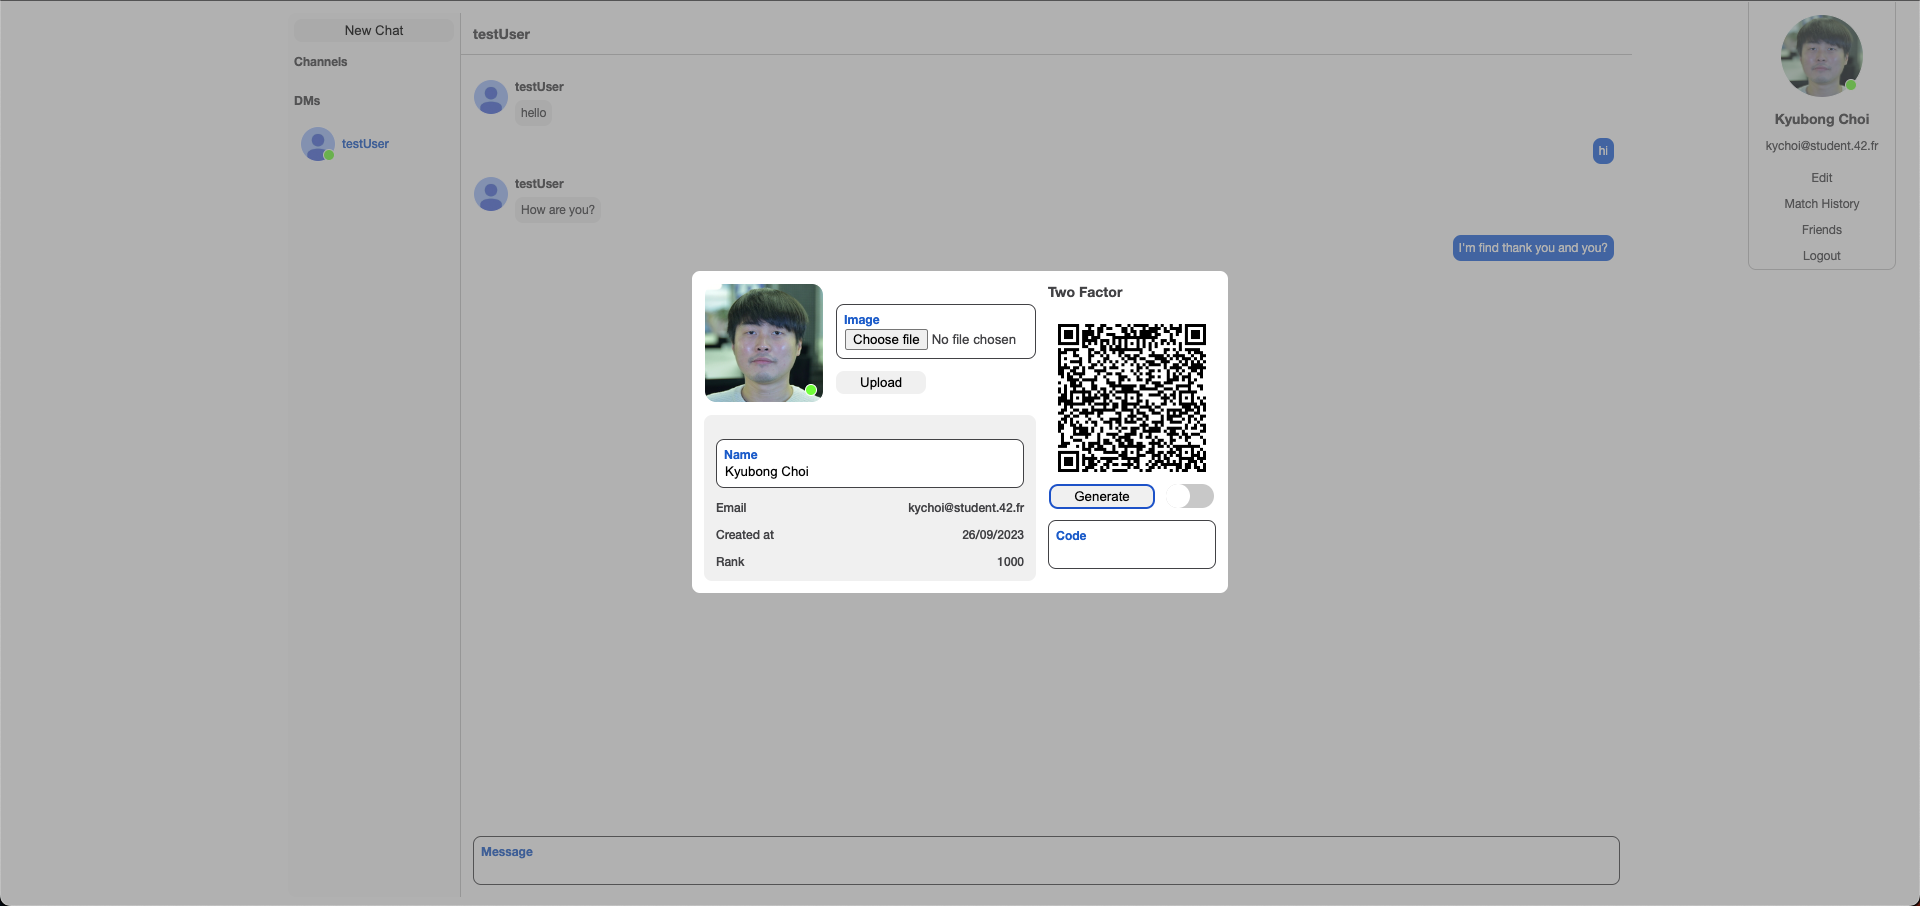 New Chat
Channels
DMs
testUser
testUser
testUser
hello
hi
testUser
How are you?
I'm find thank you and you?
Kyubong Choi
kychoi@student.42.fr
Edit
Match History
Friends
Logout
Image
Choose file No file chosen
Upload
Name
Kyubong Choi
Email kychoi@student.42.fr
Created at 26/09/2023
Rank 1000
Two Factor
Generate
Code
Message